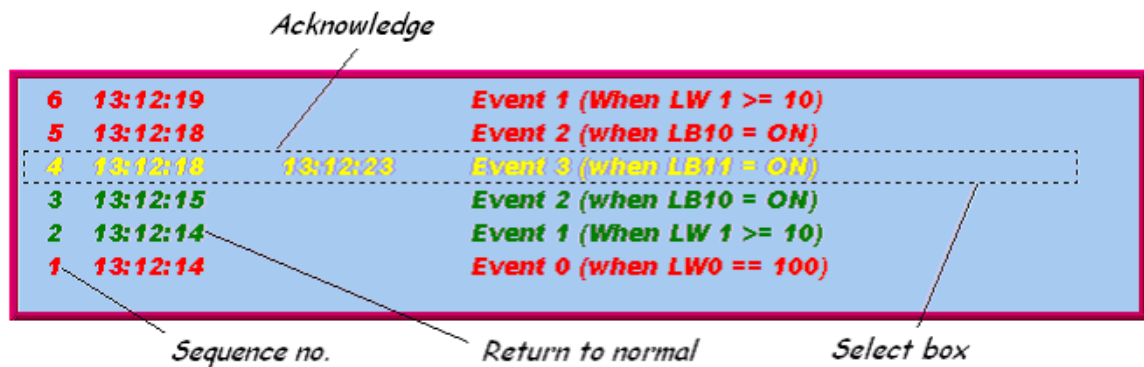 Acknowledge
6 13:12:19 Event 1 (When LW 1 >= 10)
5 13:12:18 Event 2 (when LB10 = ON)
4 13:12:18 13:12:23 Event 3 (when LB11 = ON)
3 13:12:15 Event 2 (when LB10 = ON)
2 13:12:14 Event 1 (When LW 1 >= 10)
1 13:12:14 Event 0 (when LW0 == 100)
Sequence no. Return to normal Select box